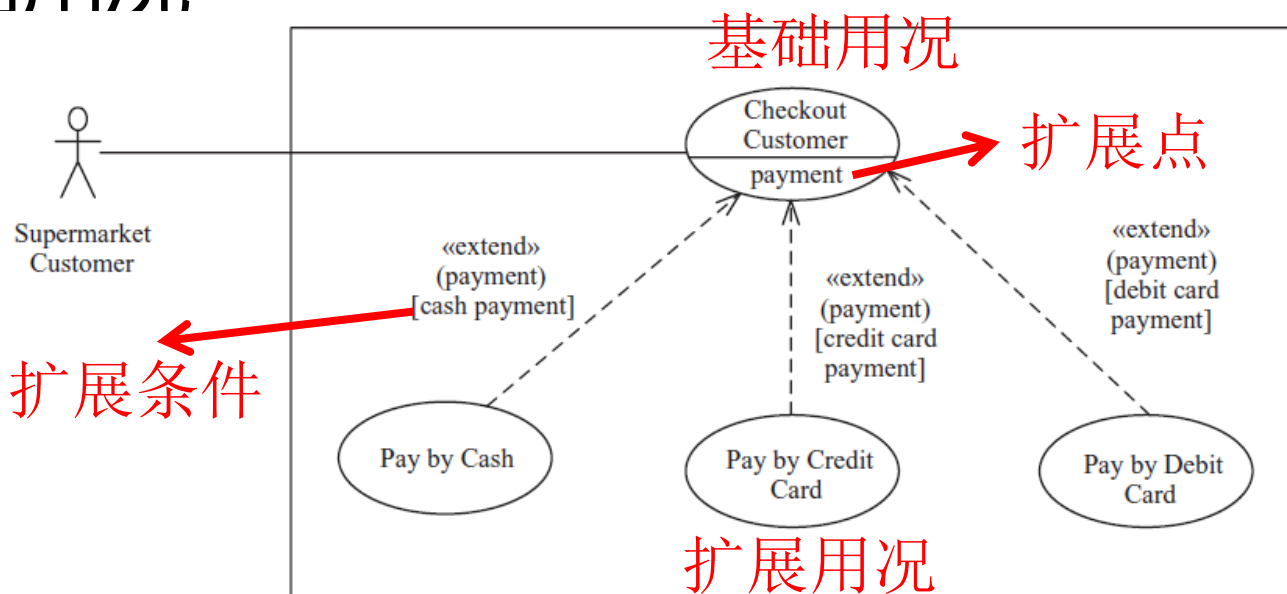 基础用况
Checkout
Customer
payment
扩展点
Supermarket
Customer
«extend»
(payment)
[cash payment]
«extend»
(payment)
[credit card
payment]
«extend»
(payment)
[debit card
payment]
扩展条件
Pay by Cash
Pay by Credit
Card
Pay by Debit
Card
扩展用况